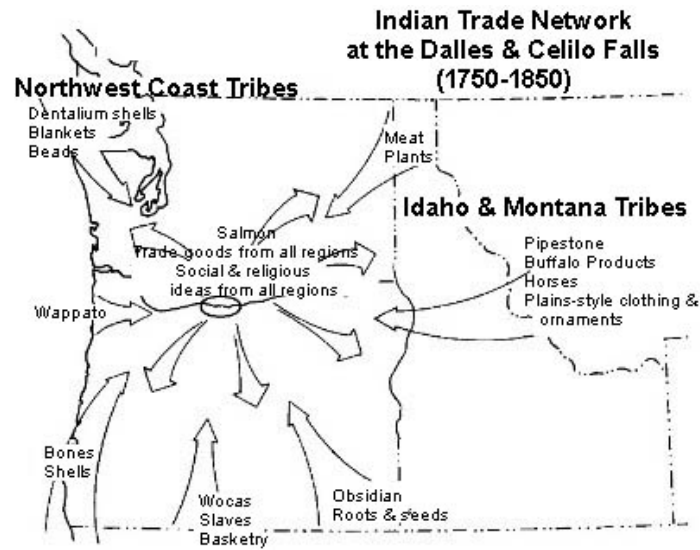 Indian Trade Network
at the Dalles & Celilo Falls
(1750-1850)
Northwest Coast Tribes
Dentalium shells
Blankets
Beads
Meat
Plants
Idaho & Montana Tribes
Pipestone
Buffalo Products
Horses
Plains-style clothing &
ornaments
Salmon
Trade goods from all regions
Social & religious
ideas from all regions
Wappato
Bones
Shells
Wocas
Slaves
Basketry
Obsidian
Roots & seeds